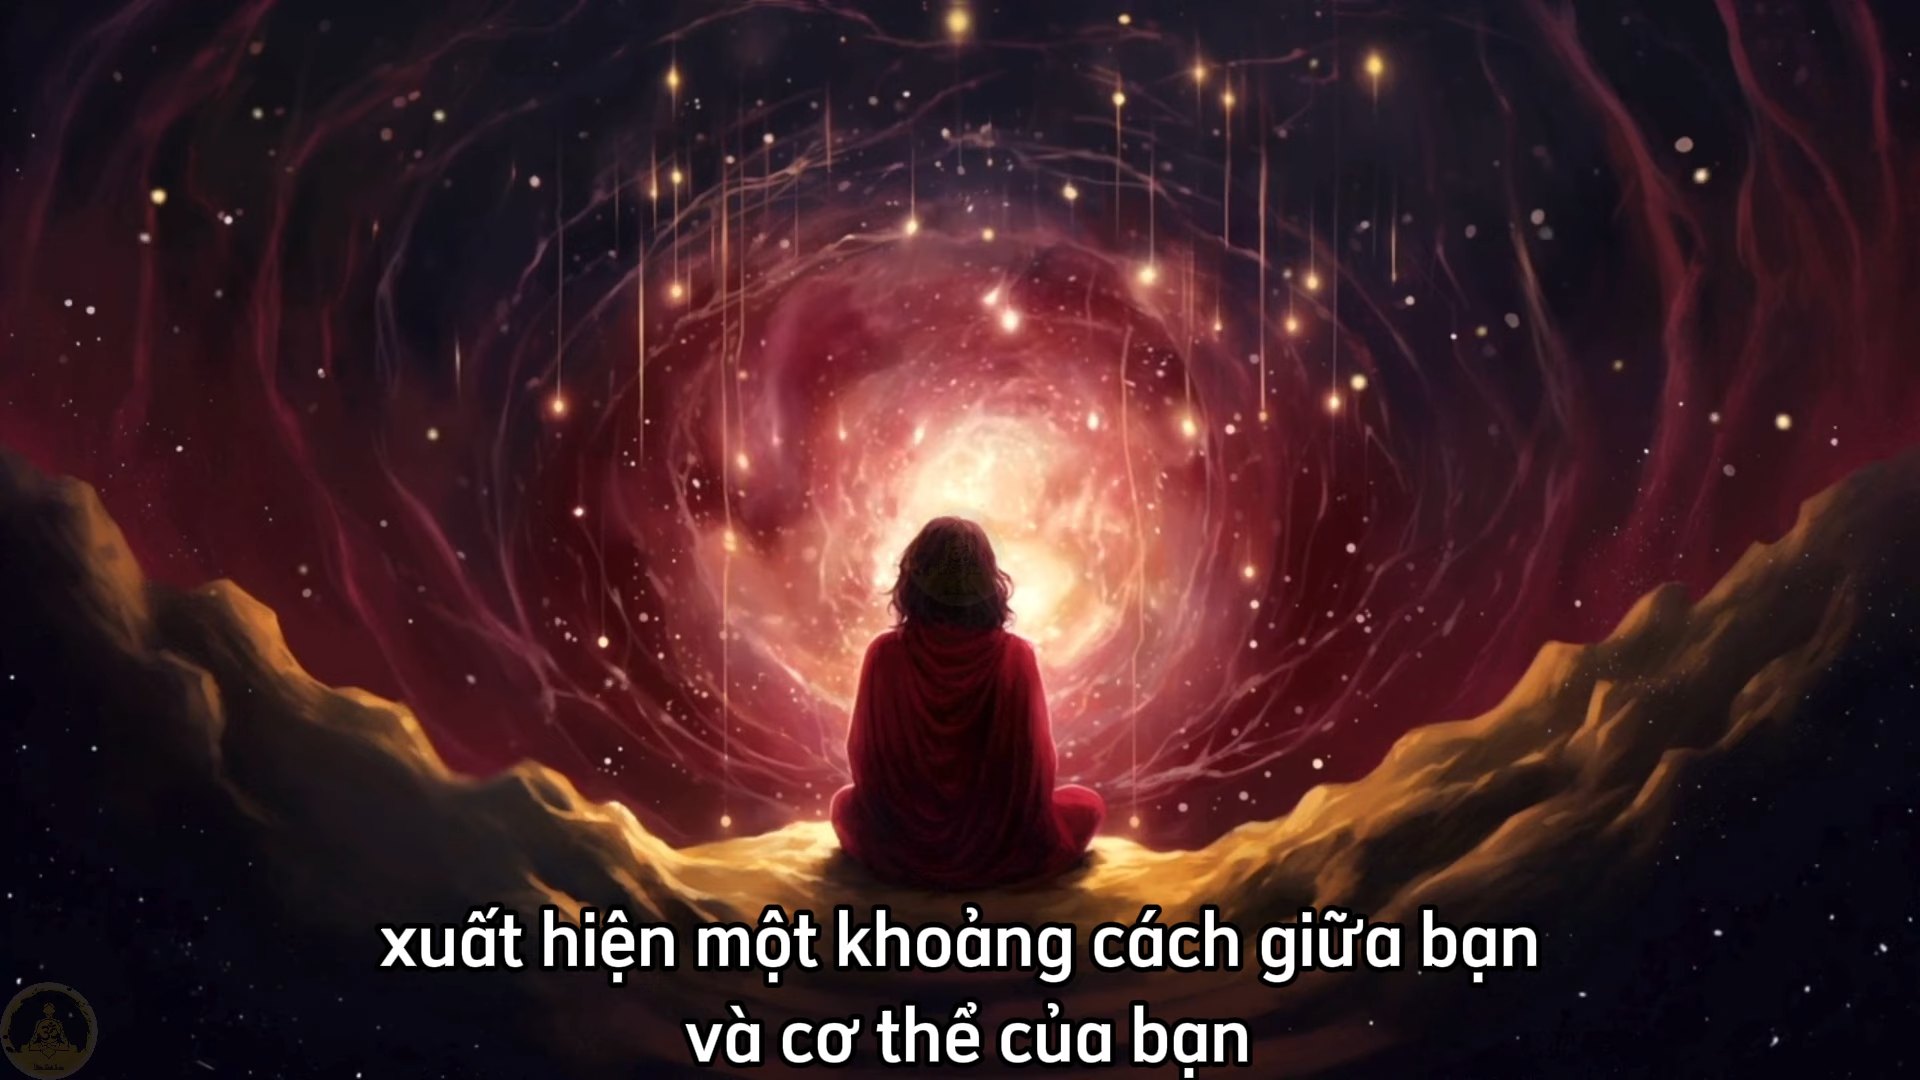 xuất hiện một khoảng cách giữa bạn
và cơ thể của bạn